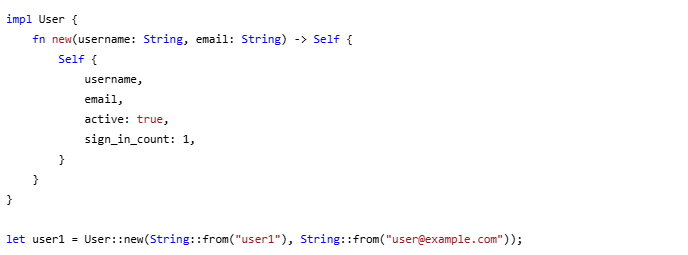 impl User {
    fn new(username: String, email: String) -> Self {
        Self {
            username,
            email,
            active: true,
            sign_in_count: 1,
        }
    }
}

let user1 = User::new(String::from("user1"), String::from("user@example.com"));